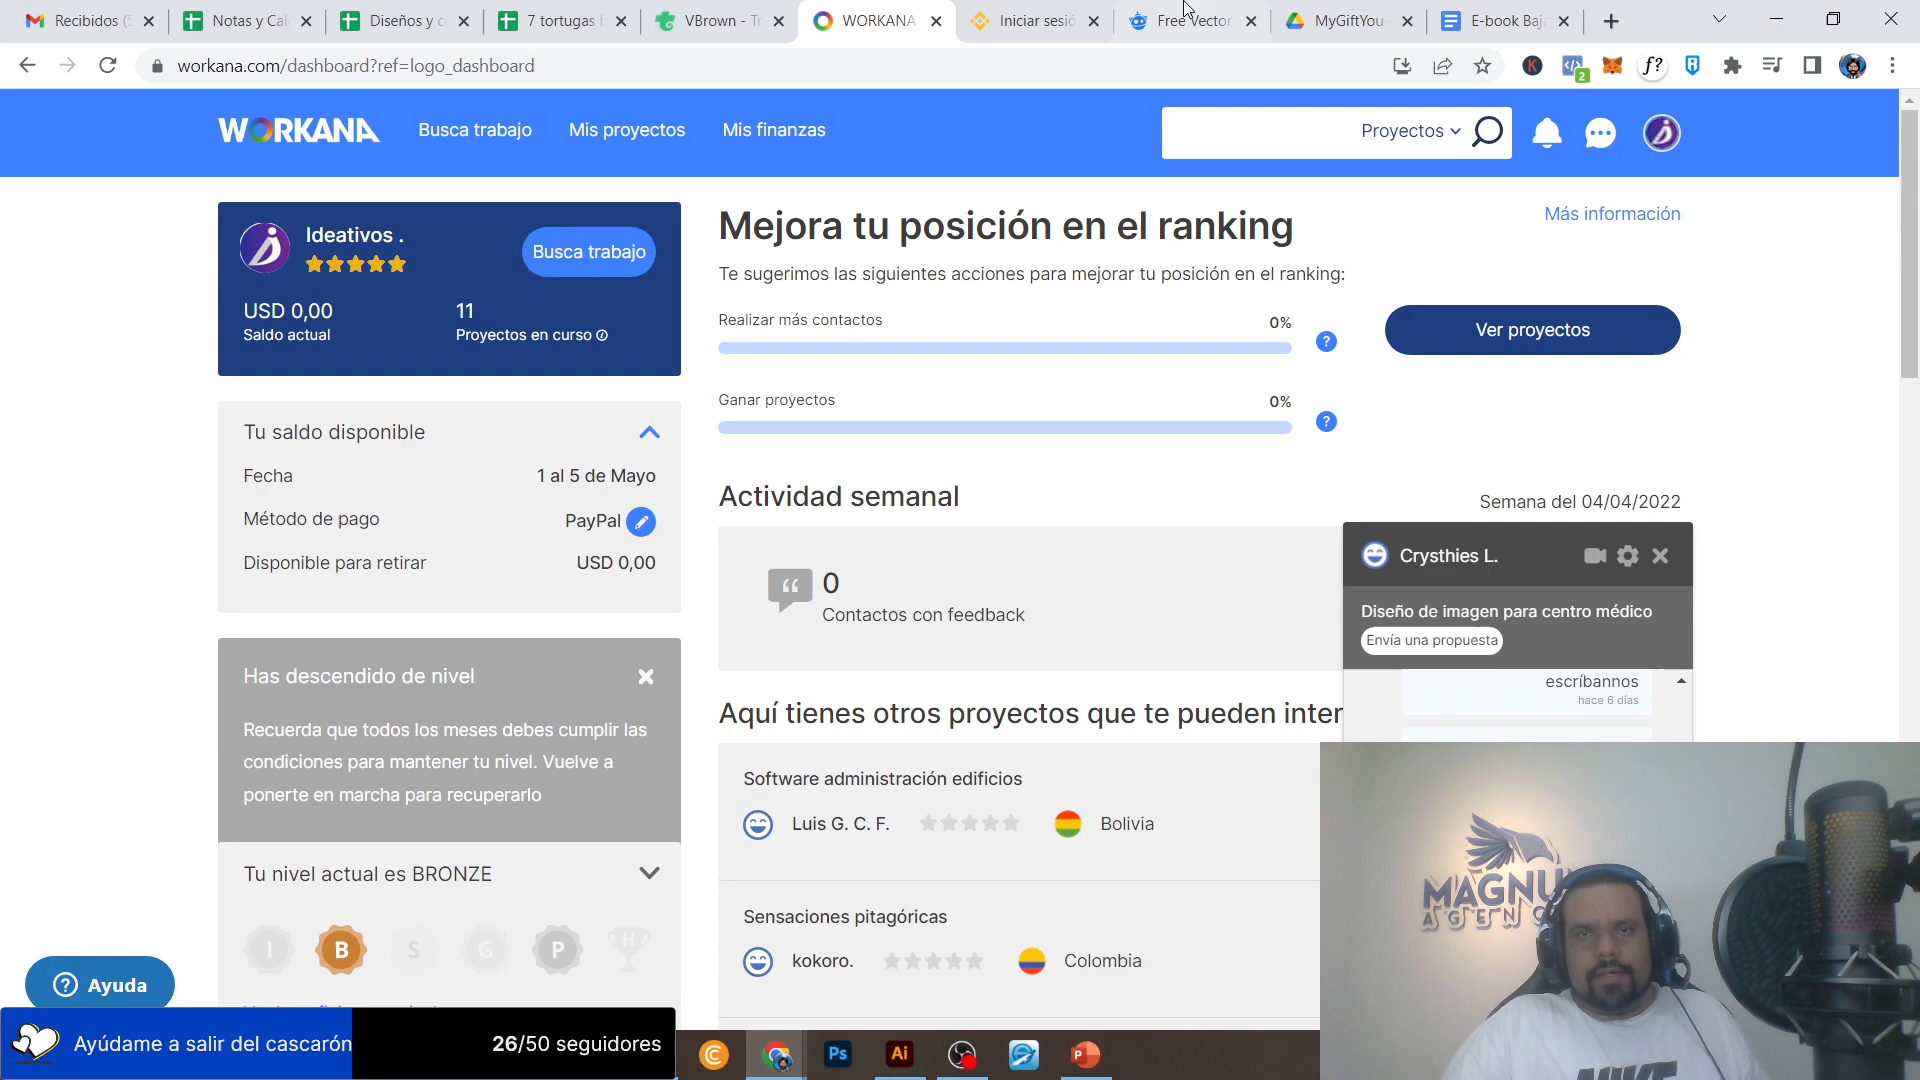 Recibidos (5
Notas y Cal
Diseños y c
7 tortugas b
VBrown - Tr
WORKANA
Iniciar sesió
Free Vector
MyGiftYou -
E-book Baja
workana.com/dashboard?ref=logo_dashboard
2
f?
WORKANA
Busca trabajo
Mis proyectos
Mis finanzas
Proyectos
Ideativos .
Busca trabajo
USD 0,00
Saldo actual
11
Proyectos en curso
Tu saldo disponible
Fecha
1 al 5 de Mayo
Método de pago
PayPal
Disponible para retirar
USD 0,00
Has descendido de nivel
Recuerda que todos los meses debes cumplir las
condiciones para mantener tu nivel. Vuelve a
ponerte en marcha para recuperarlo
Tu nivel actual es BRONZE
I B S G P H
Mejora tu posición en el ranking
Más información
Te sugerimos las siguientes acciones para mejorar tu posición en el ranking:
Realizar más contactos
0%
?
Ver proyectos
Ganar proyectos
0%
?
Actividad semanal
Semana del 04/04/2022
0
Contactos con feedback
Aquí tienes otros proyectos que te pueden inter
Software administración edificios
Luis G. C. F.
Bolivia
Sensaciones pitagóricas
kokoro.
Colombia
Crysthies L.
Diseño de imagen para centro médico
Envía una propuesta
escríbannos
hace 6 días
MAGNU
AGENC
NIKE
? Ayuda
Ayúdame a salir del cascarón
26/50 seguidores
C
Ps
Ai
P